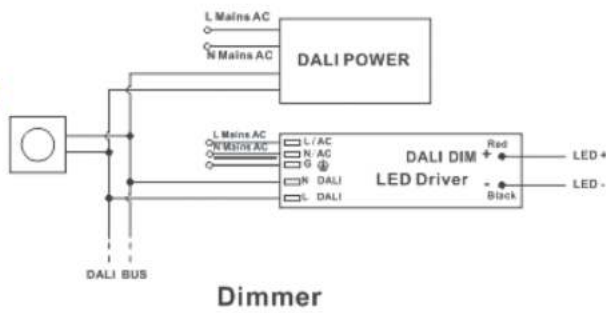 L Mains AC
N Mains AC
DALI POWER
L Mains AC
N Mains AC
L/AC
N/AC
G
N DALI
L DALI
DALI DIM
LED Driver
Red
+
-
Black
LED +
LED -
DALI BUS
Dimmer